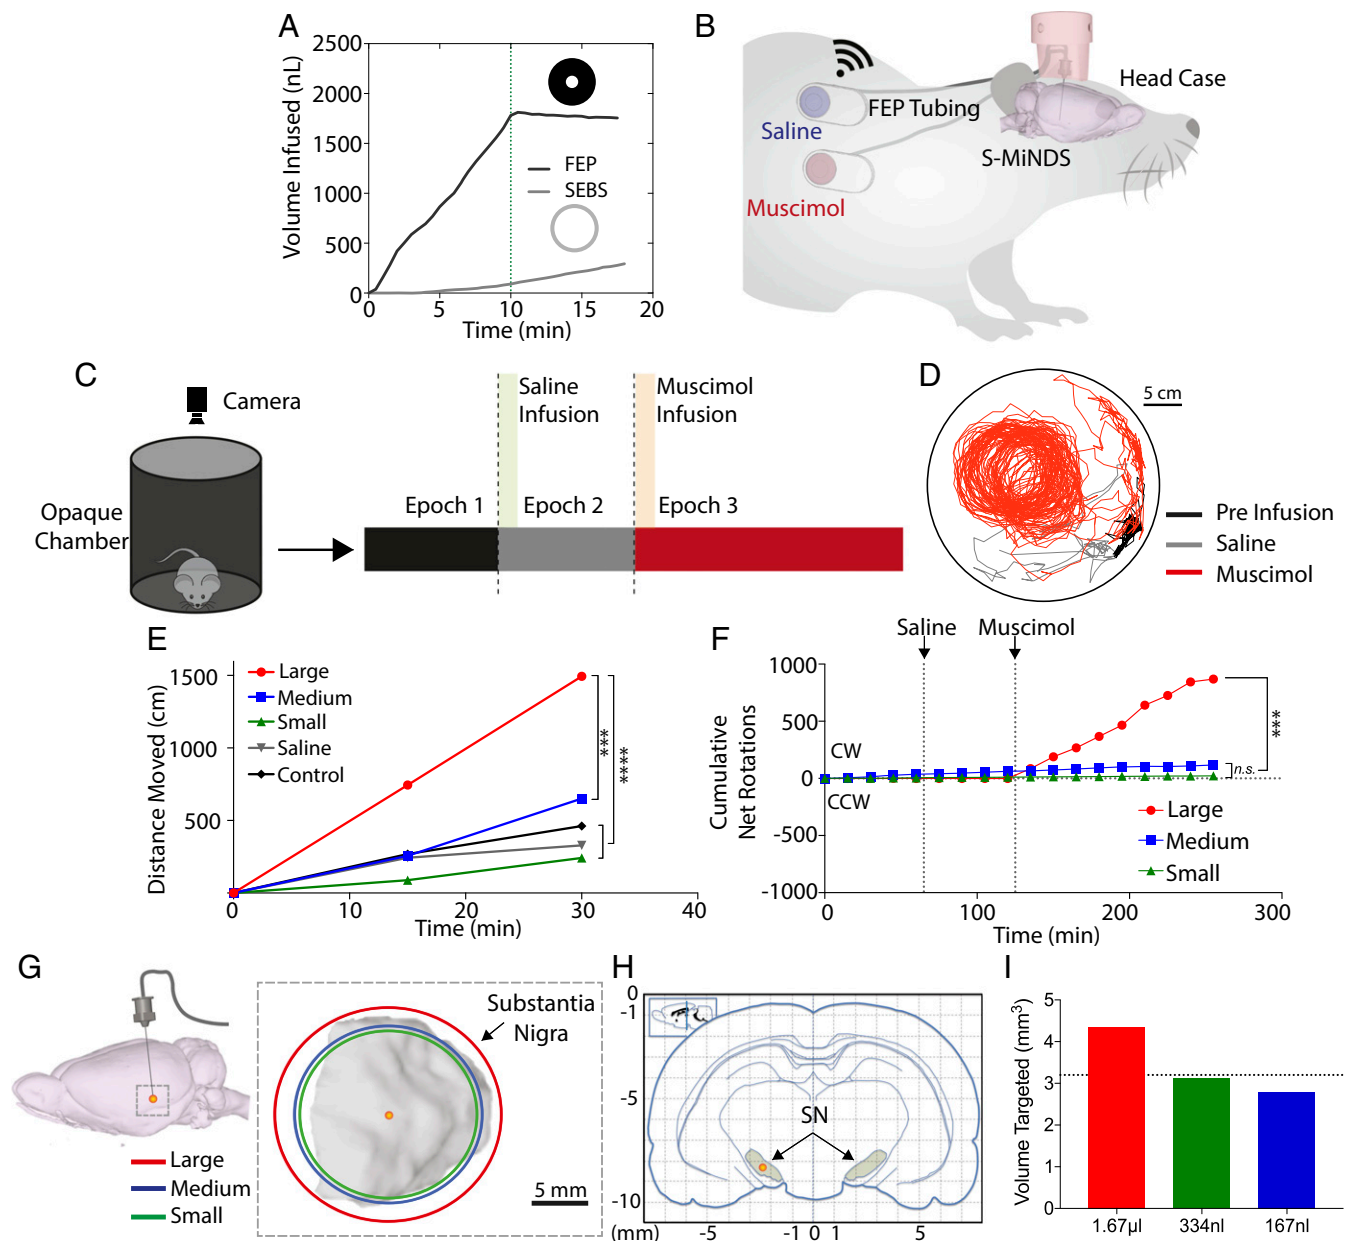 A
Volume Infused (nL)
2500
2000
1500
1000
500
0
0 5 10 15 20
Time (min)
FEP
SEBS
B
Saline
FEP Tubing
Muscimol
S-MiNDS
Head Case
C
Camera
Opaque
Chamber
Saline
Infusion
Muscimol
Infusion
Epoch 1
Epoch 2
Epoch 3
D
5 cm
Pre Infusion
Saline
Muscimol
E
Distance Moved (cm)
1500
1000
500
0 10 20 30 40
Time (min)
Large
Medium
Small
Saline
Control
***
****
F
Saline
Muscimol
Cumulative
Net Rotations
1000
500
0
-500
-1000
CW
CCW
0 100 200 300
Time (min)
***
n.s.
Large
Medium
Small
G
Large
Medium
Small
Substantia
Nigra
5 mm
H
0
-1
-5
-10
(mm)
-5 -1 0 1 5
SN
I
Volume Targeted (mm³)
5
4
3
2
1
0
1.67µl 334nl 167nl